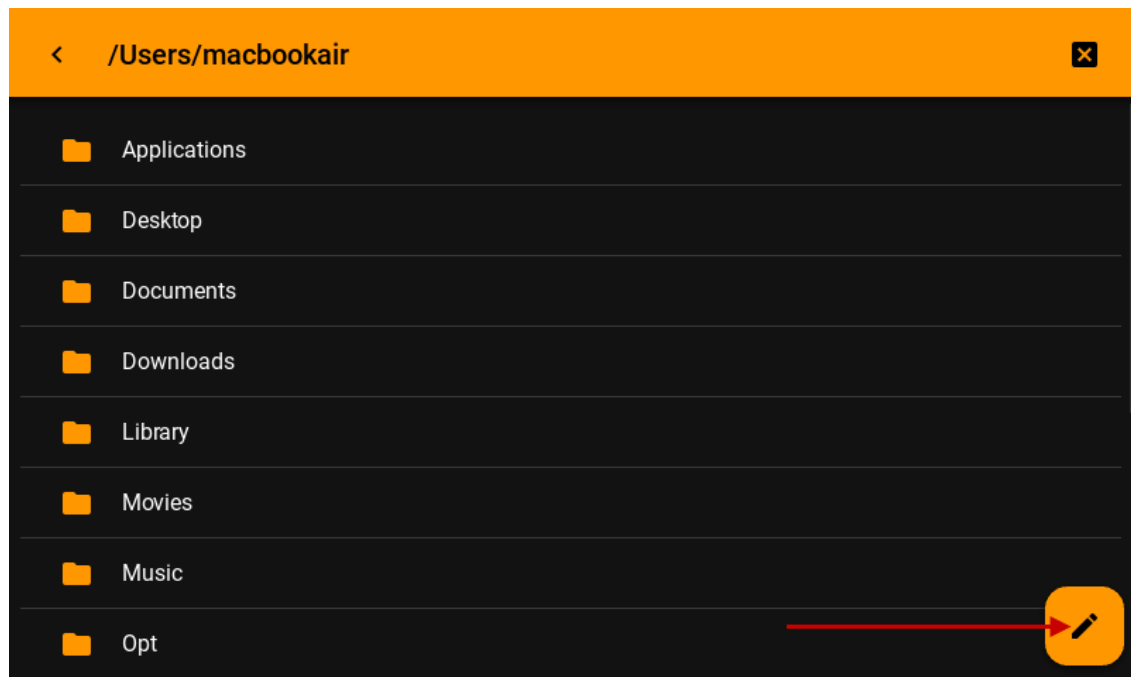 /Users/macbookair
Applications
Desktop
Documents
Downloads
Library
Movies
Music
Opt